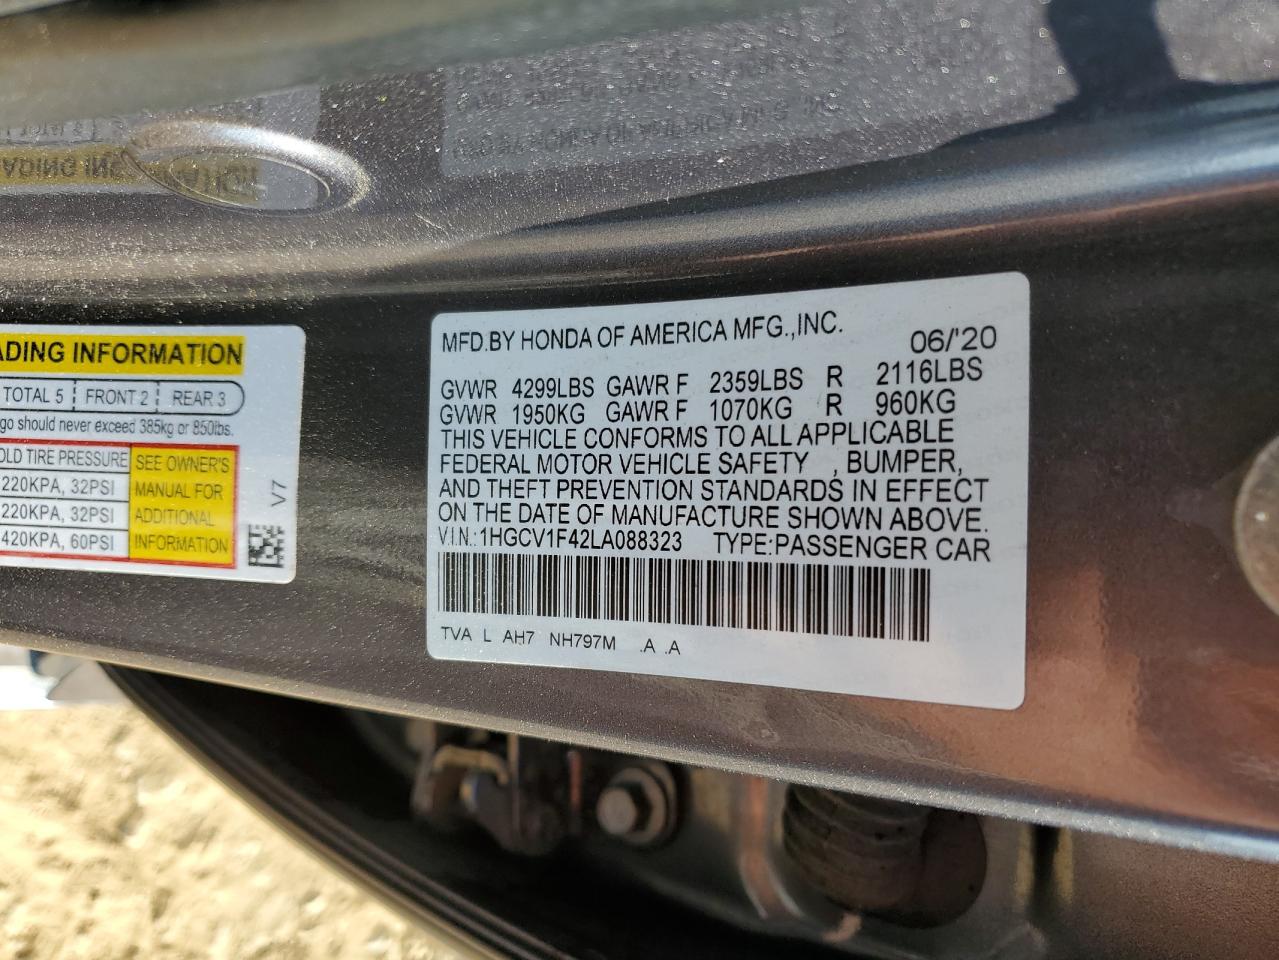 ADING INFORMATION
TOTAL 5 FRONT 2 REAR 3
go should never exceed 385kg or 850lbs.
OLD TIRE PRESSURE
220KPA, 32PSI
220KPA, 32PSI
420KPA, 60PSI
SEE OWNER'S
MANUAL FOR
ADDITIONAL
INFORMATION
V7
MFD.BY HONDA OF AMERICA MFG.,INC. 06/'20
GVWR 4299LBS GAWR F 2359LBS R 2116LBS
GVWR 1950KG GAWR F 1070KG R 960KG
THIS VEHICLE CONFORMS TO ALL APPLICABLE
FEDERAL MOTOR VEHICLE SAFETY , BUMPER,
AND THEFT PREVENTION STANDARDS IN EFFECT
ON THE DATE OF MANUFACTURE SHOWN ABOVE.
V.I.N.:1HGCV1F42LA088323 TYPE:PASSENGER CAR
TVA L AH7 NH797M .A .A